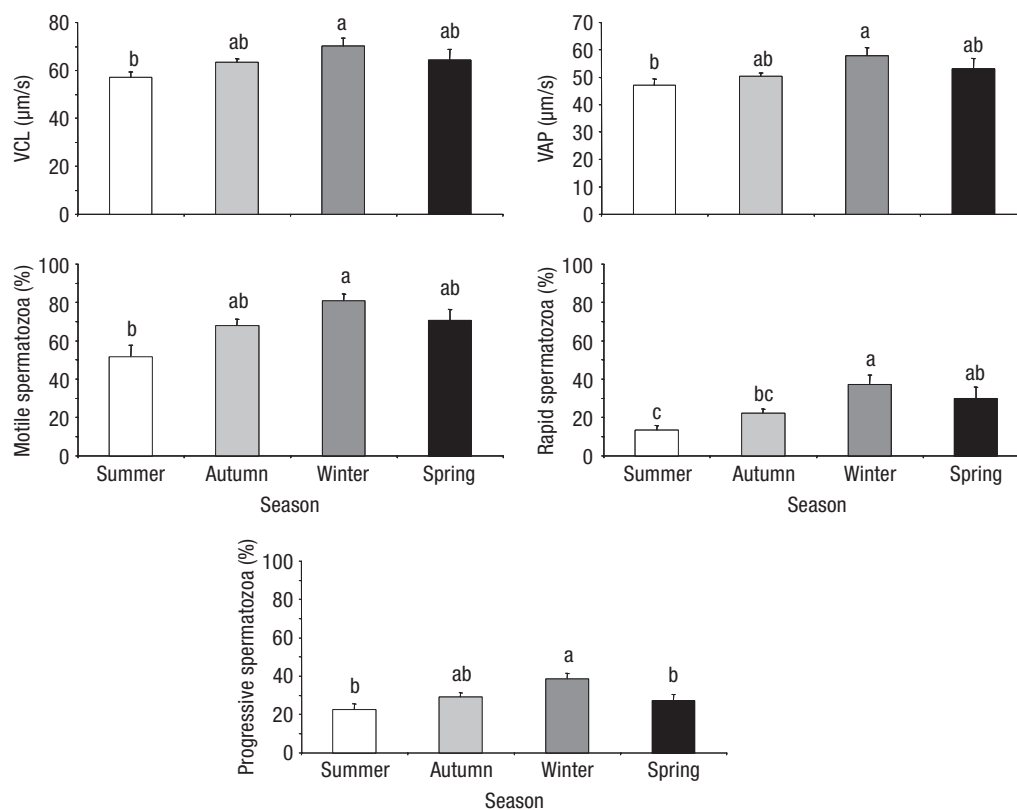 VCL (µm/s)
80
60
40
20
0
b
ab
a
ab
VAP (µm/s)
70
60
50
40
30
20
10
0
b
ab
a
ab
Motile spermatozoa (%)
100
80
60
40
20
0
b
ab
a
ab
Summer Autumn Winter Spring
Season
Rapid spermatozoa (%)
100
80
60
40
20
0
c
bc
a
ab
Summer Autumn Winter Spring
Season
Progressive spermatozoa (%)
100
80
60
40
20
0
b
ab
a
b
Summer Autumn Winter Spring
Season